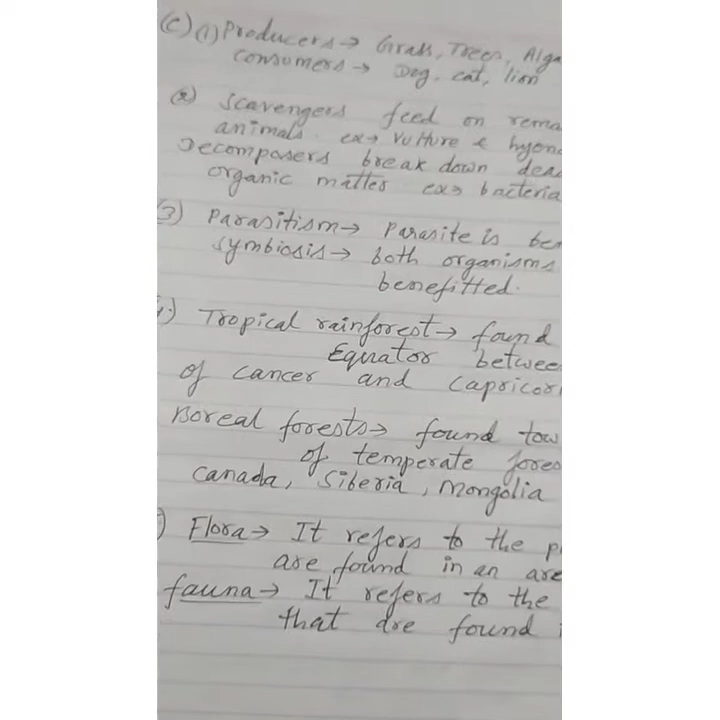 (c) (1) Producers → Grass, Trees, Alga
consumers → Dog, cat, lion
(2) Scavengers feed on rema
animals ex→ Vulture & hyen
Decomposers break down dea
organic matter ex→ bacteria
(3) Parasitism → Parasite is be
symbiosis → both organisms
benefitted.
) Tropical rainforest → found
Equator betwee
of cancer and capricor
Boreal forests → found tow
of temperate fores
Canada, Siberia, Mongolia
) Flora → It refers to the p
are found in an are
fauna → It refers to the
that are found